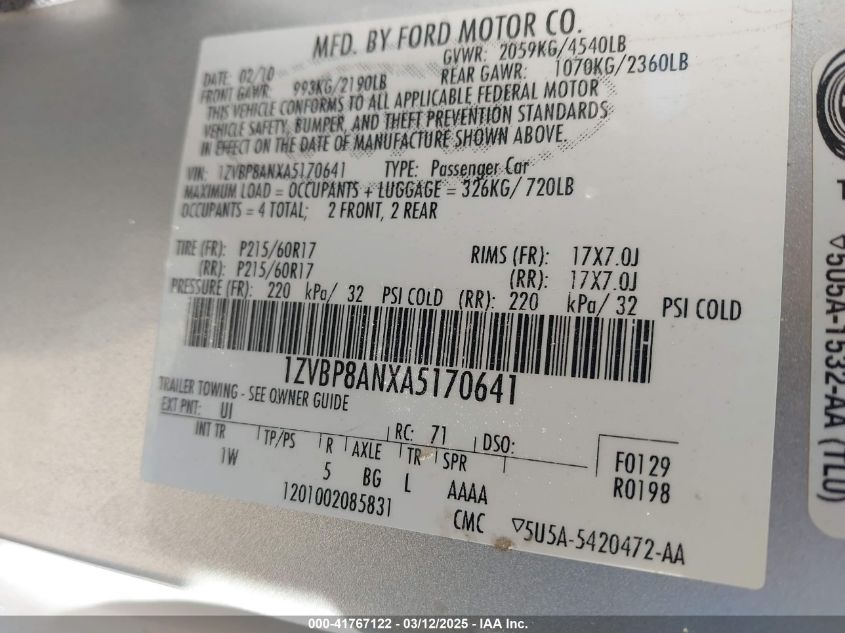 MFD. BY FORD MOTOR CO.
DATE: 02/10 GVWR: 2059KG/4540LB
FRONT GAWR: 993KG/2190LB REAR GAWR: 1070KG/2360LB
THIS VEHICLE CONFORMS TO ALL APPLICABLE FEDERAL MOTOR
VEHICLE SAFETY, BUMPER, AND THEFT PREVENTION STANDARDS
IN EFFECT ON THE DATE OF MANUFACTURE SHOWN ABOVE.
VIN: 1ZVBP8ANXA5170641 TYPE: Passenger Car
MAXIMUM LOAD = OCCUPANTS + LUGGAGE = 326KG/720LB
OCCUPANTS = 4 TOTAL; 2 FRONT, 2 REAR
TIRE (FR): P215/60R17 RIMS (FR): 17X7.0J
(RR): P215/60R17 (RR): 17X7.0J
PRESSURE (FR): 220 kPa/ 32 PSI COLD (RR): 220 kPa/ 32 PSI COLD
1ZVBP8ANXA5170641
TRAILER TOWING - SEE OWNER GUIDE
EXT PNT: UI RC: 71 DSO:
INT TR TP/PS R AXLE TR SPR F0129
1W 5 BG L AAAA R0198
1201002085831 CMC ▽5U5A-5420472-AA
▽5U5A-1532-AA (TLU)
000-41767122 - 03/12/2025 - IAA Inc.